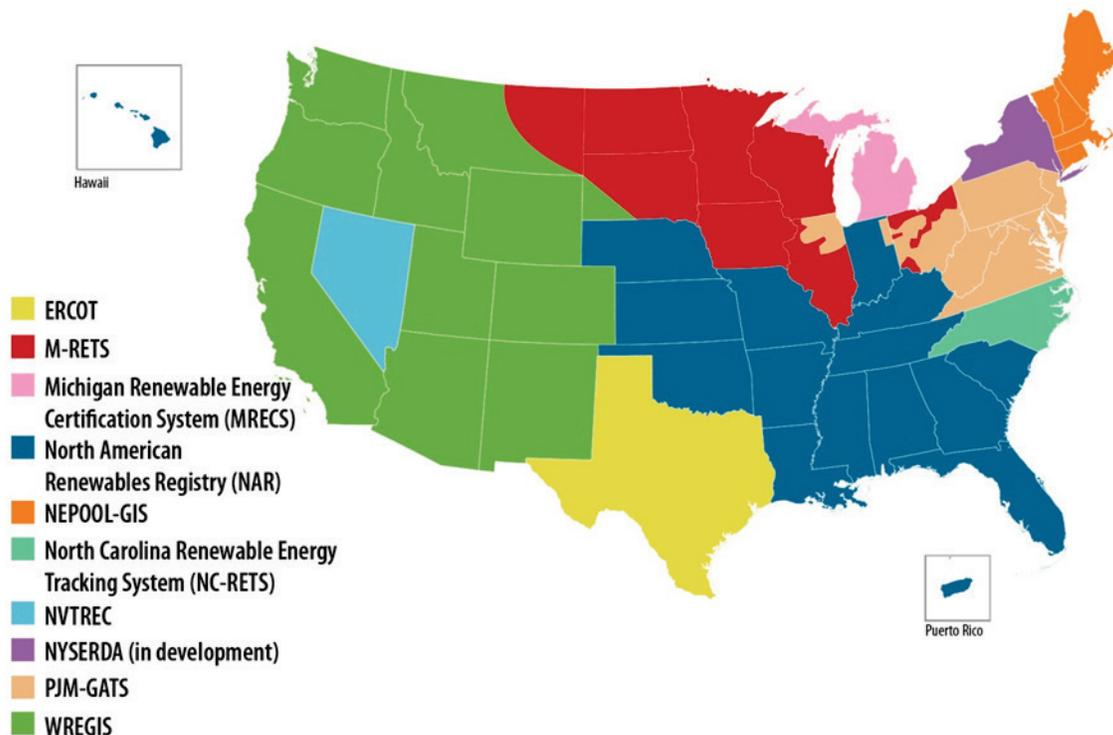 Hawaii
ERCOT
M-RETS
Michigan Renewable Energy
Certification System (MRECS)
North American
Renewables Registry (NAR)
NEPOOL-GIS
North Carolina Renewable Energy
Tracking System (NC-RETS)
NVTREC
NYSERDA (in development)
PJM-GATS
WREGIS
Puerto Rico